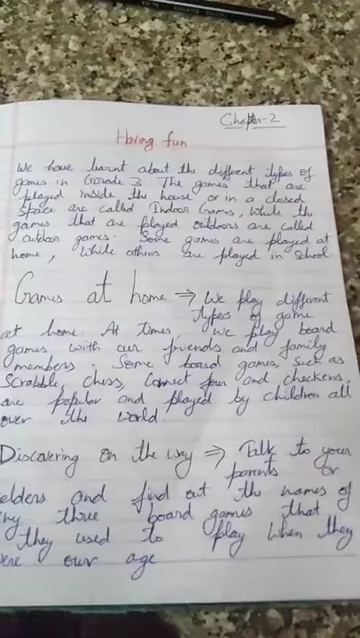 Chapter-2
Having fun
We have learnt about the different types of
games in Grade 3. The games that are
played inside the house or in a closed
space are called Indoor Games, While the
games that are played outdoors are called
outdoor games. Some games are played at
home, While others are played in School
Games at home ⇒ We play different
types of game
at home. At times We play board
games with our friends and family
members. Some board games, such as
Scrabble, chess, Connect four and checkers.
are popular and played by children all
over the world.
Discovering on the way ⇒ Talk to your
parents or
elders and find out the names of
any three board games that
they used to play When they
were our age